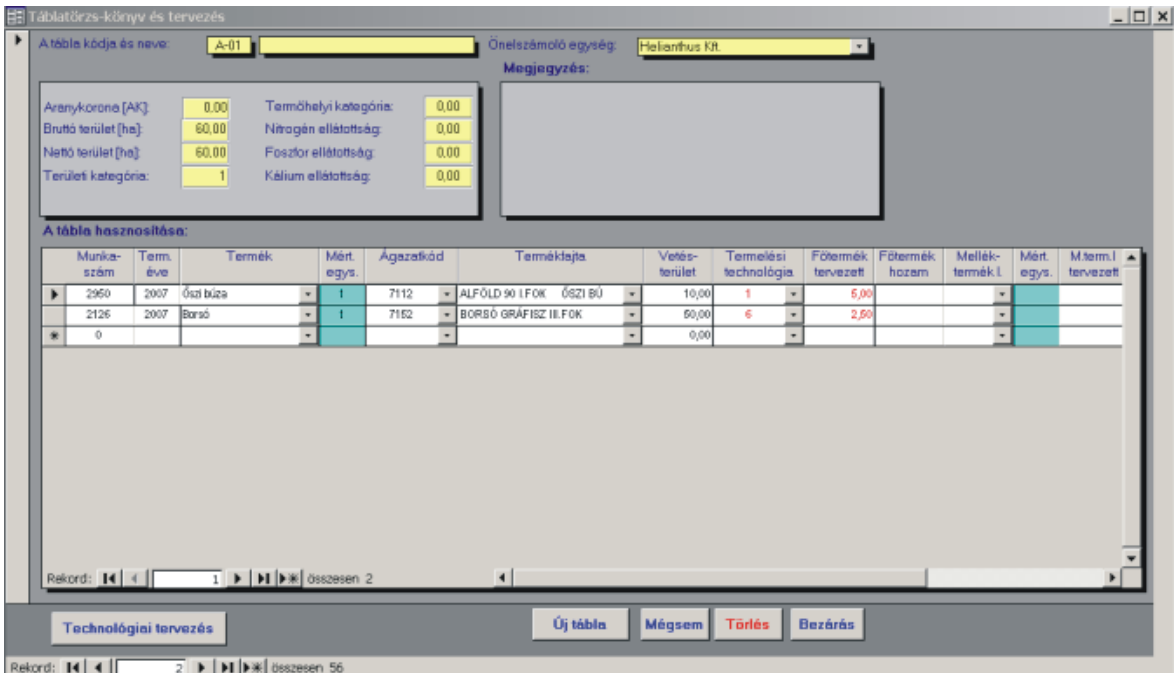 Táblatörzs-könyv és tervezés
A tábla kódja és neve: A-01 Önelszámoló egység: Helianthus Kft.
Megjegyzés:
Aranykorona [AK]: 0,00 Termőhelyi kategória: 0,00
Bruttó terület [ha]: 60,00 Nitrogén ellátottság: 0,00
Nettó terület [ha]: 60,00 Foszfor ellátottság: 0,00
Területi kategória: 1 Kálium ellátottság: 0,00
A tábla hasznosítása:
Munka- Term. Termék Mért. Ágazatkód Termékfajta Vetés- Termelési Főtermék Főtermék Mellék- Mért. M.term.I
szám éve egys. terület technológia tervezett hozam termék I. egys. tervezett
2950 2007 Őszi búza t 7112 ALFÖLD 90 I.FOK ŐSZI BÚ 10,00 1 5,00
2126 2007 Borsó t 7152 BORSÓ GRÁFISZ III.FOK 50,00 6 2,50
0 0,00
Rekord: 1 összesen 2
Technológiai tervezés Új tábla Mégsem Törlés Bezárás
Rekord: 2 összesen 56